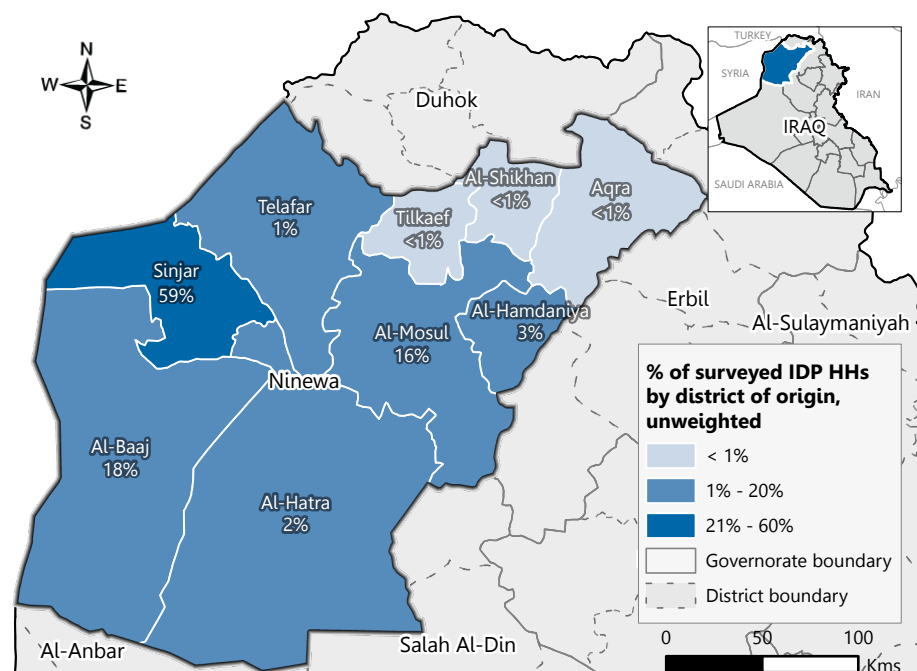 N
W E
S
TURKEY
SYRIA
IRAN
IRAQ
SAUDI ARABIA
Duhok
Al-Shikhan
<1%
Aqra
<1%
Telafar
1%
Tilkaef
<1%
Sinjar
59%
Al-Hamdaniya
3%
Al-Mosul
16%
Erbil
Al-Sulaymaniyah
Ninewa
Al-Baaj
18%
Al-Hatra
2%
Al-Anbar
Salah Al-Din
% of surveyed IDP HHs
by district of origin,
unweighted
< 1%
1% - 20%
21% - 60%
Governorate boundary
District boundary
0 50 100
Kms